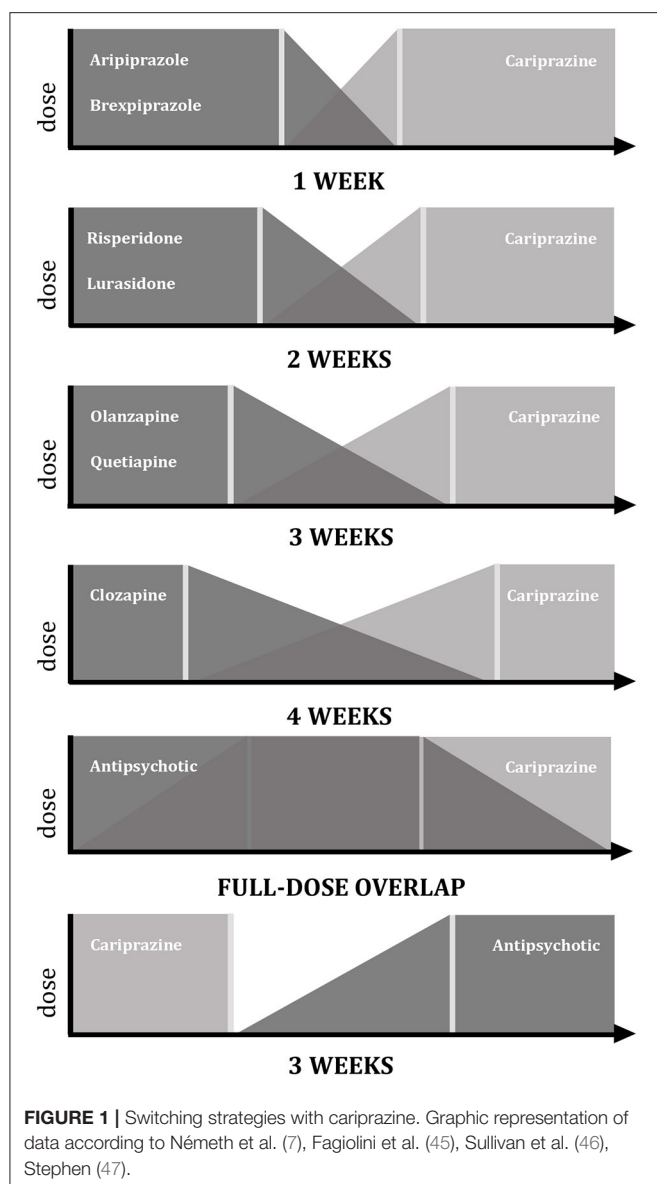 dose
Aripiprazole
Brexpiprazole
Cariprazine
1 WEEK
dose
Risperidone
Lurasidone
Cariprazine
2 WEEKS
dose
Olanzapine
Quetiapine
Cariprazine
3 WEEKS
dose
Clozapine
Cariprazine
4 WEEKS
dose
Antipsychotic
Cariprazine
FULL-DOSE OVERLAP
dose
Cariprazine
Antipsychotic
3 WEEKS
FIGURE 1 | Switching strategies with cariprazine. Graphic representation of
data according to Németh et al. (7), Fagiolini et al. (45), Sullivan et al. (46),
Stephen (47).